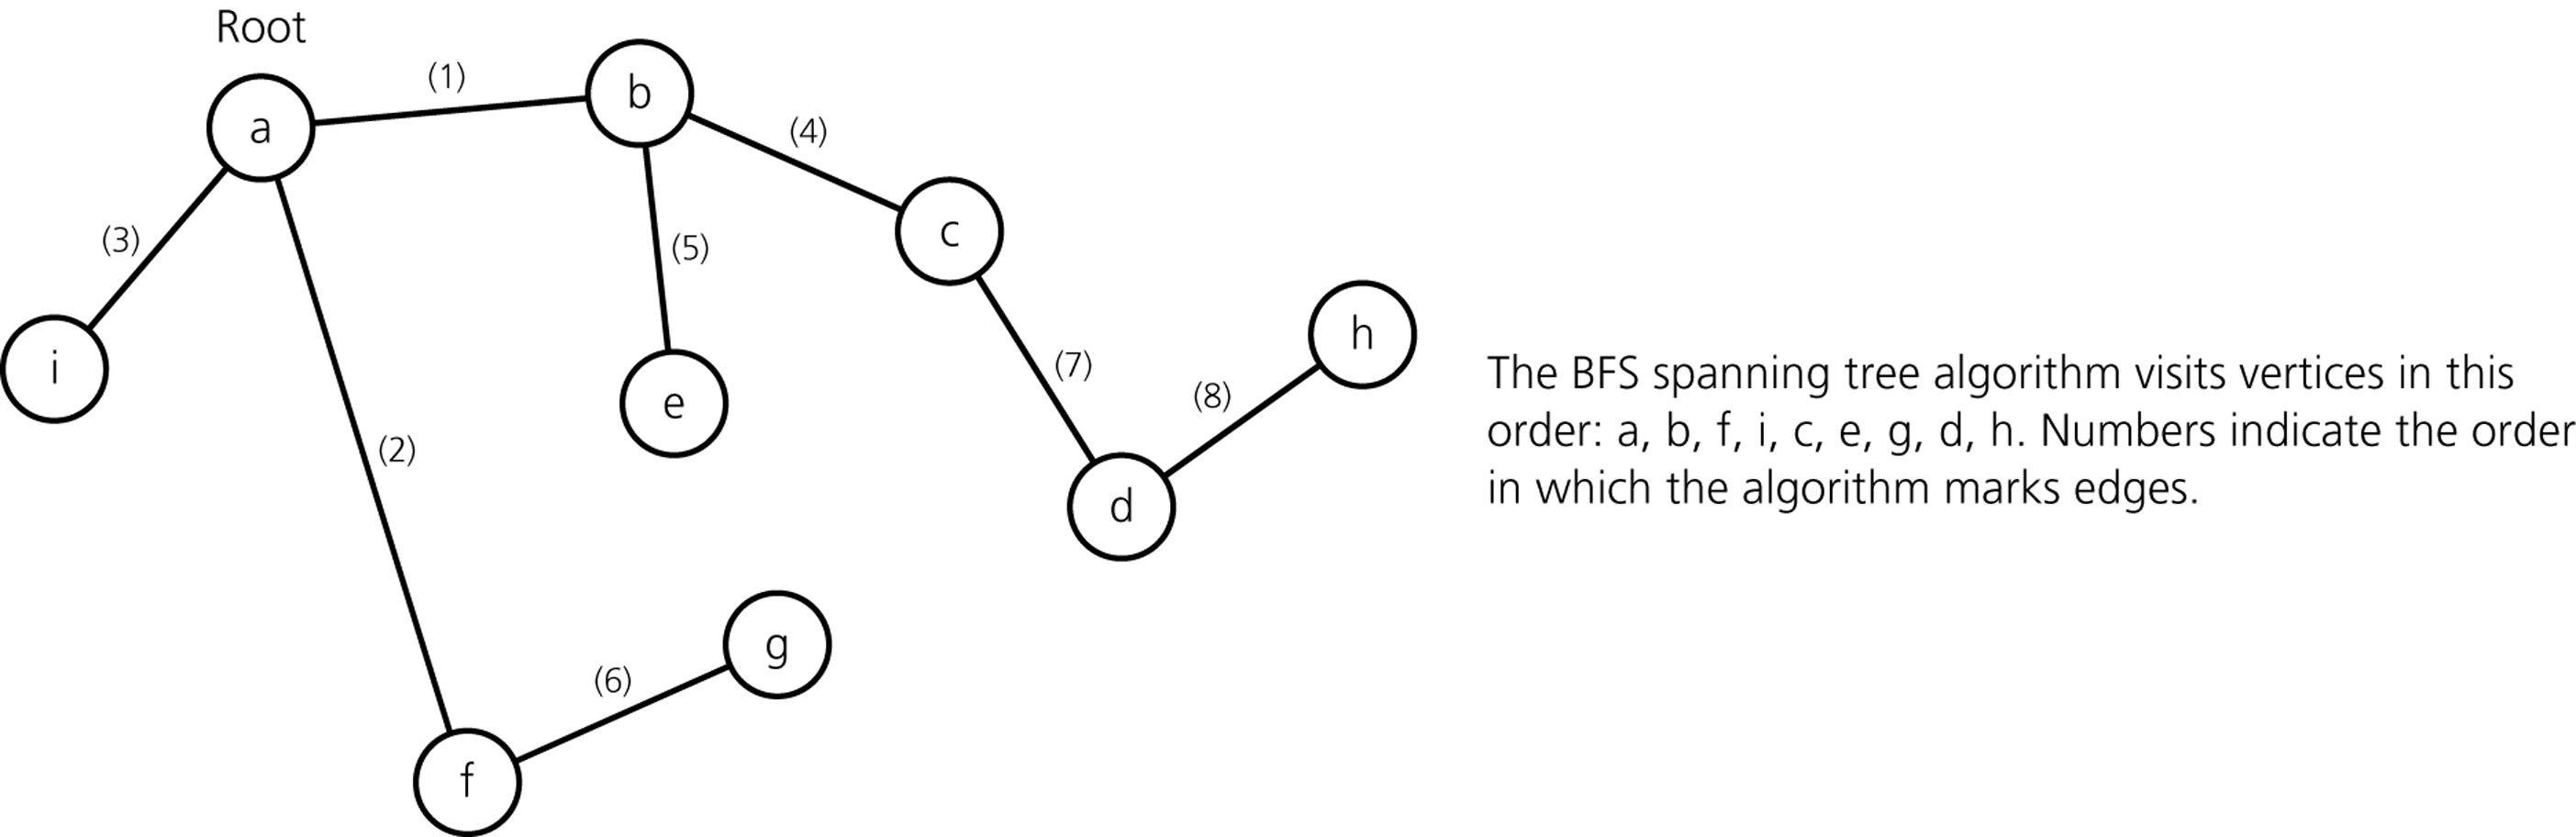 Root
(1)
b
a
(4)
c
(3)
(5)
h
i
(7)
The BFS spanning tree algorithm visits vertices in this
(8)
e
order: a, b, f, i, c, e, g, d, h. Numbers indicate the order
(2)
in which the algorithm marks edges.
d
g
(6)
f